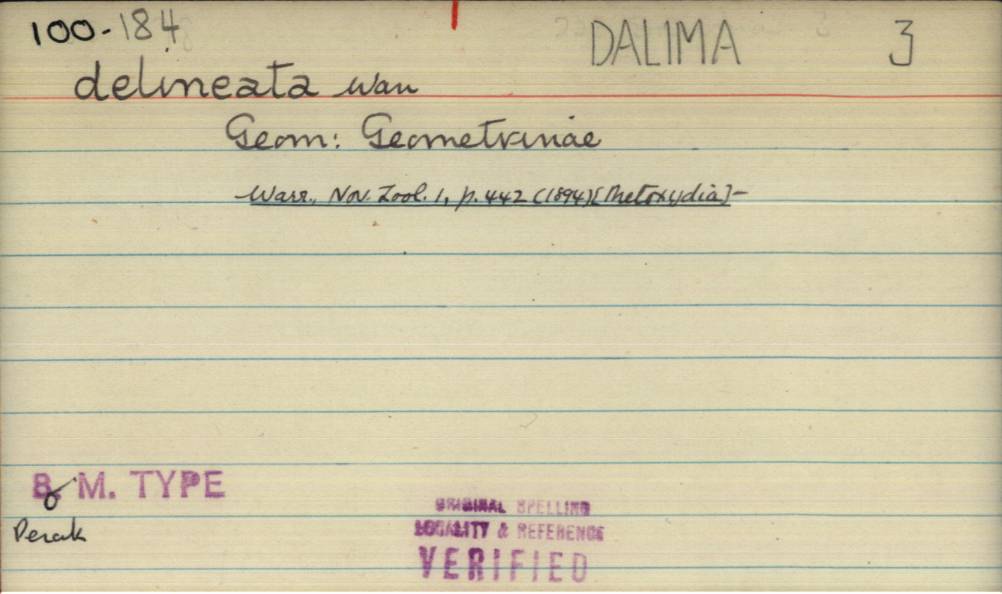 100-184 DALIMA 3
delineata Warr
Geom: Geometrinae
Warr., Nov. Zool. 1, p. 442 (1894) [Metoxydia]-
B. M. TYPE
Perak
ORIGINAL SPELLING
LOCALITY & REFERENCE
VERIFIED